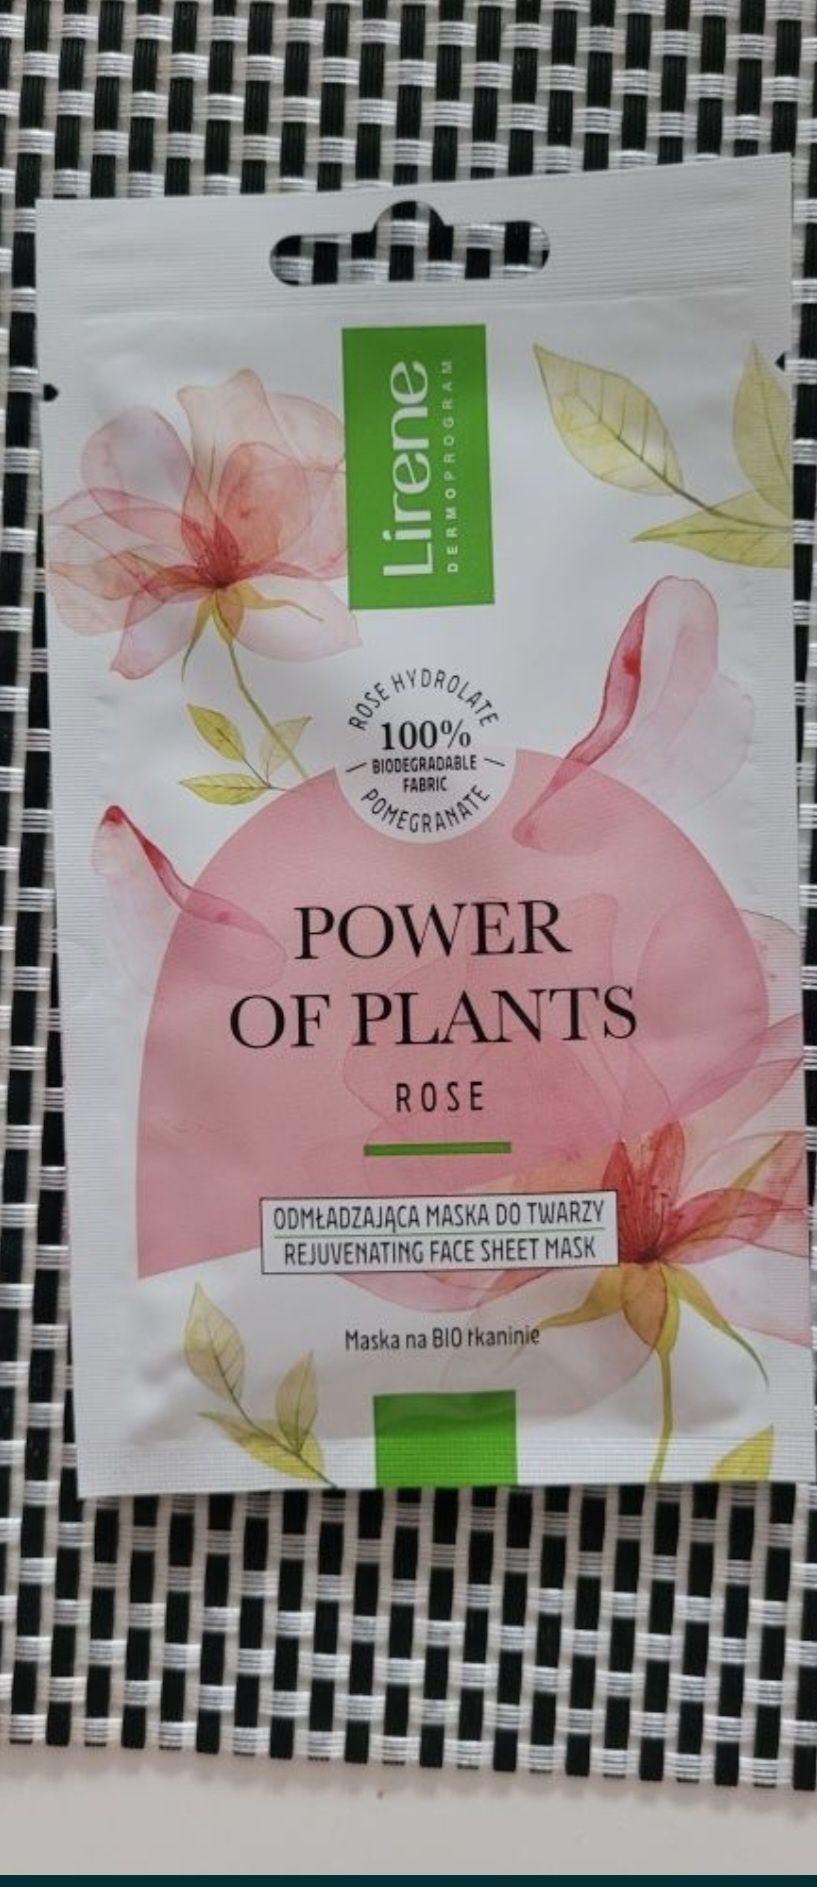 Lirene
DERMOPROGRAM
ROSE HYDROLATE
100%
BIODEGRADABLE
FABRIC
POMEGRANATE
POWER
OF PLANTS
ROSE
ODMŁADZAJĄCA MASKA DO TWARZY
REJUVENATING FACE SHEET MASK
Maska na BIO tkaninie